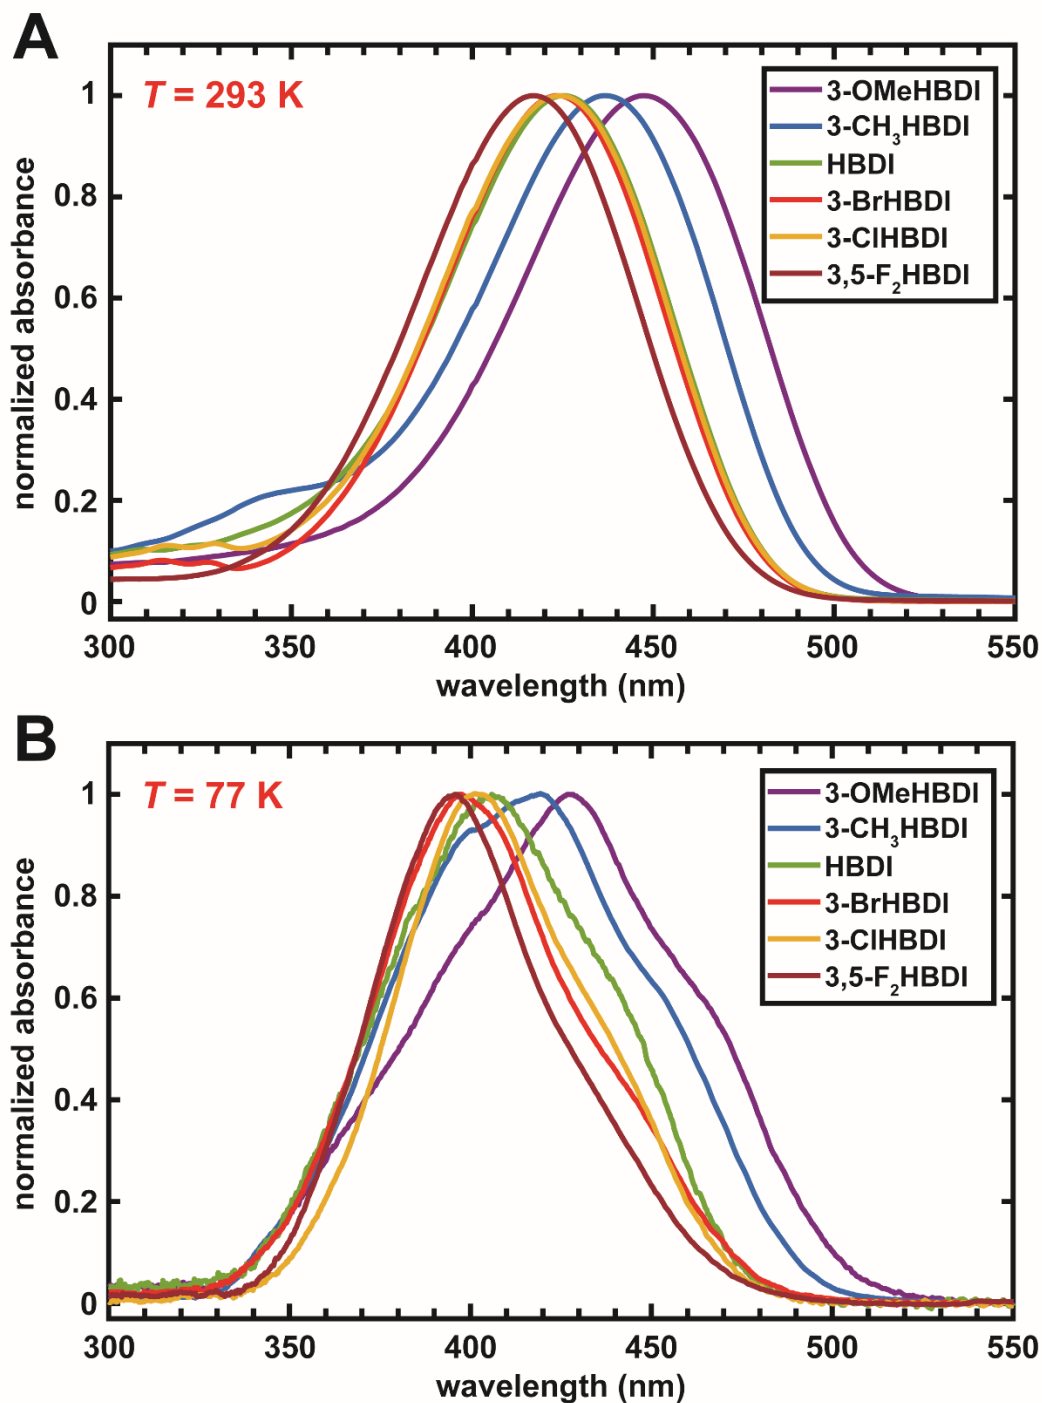 A
T = 293 K
3-OMeHBDI
3-CH₃HBDI
HBDI
3-BrHBDI
3-ClHBDI
3,5-F₂HBDI
normalized absorbance
1
0.8
0.6
0.4
0.2
0
300 350 400 450 500 550
wavelength (nm)
B
T = 77 K
3-OMeHBDI
3-CH₃HBDI
HBDI
3-BrHBDI
3-ClHBDI
3,5-F₂HBDI
normalized absorbance
1
0.8
0.6
0.4
0.2
0
300 350 400 450 500 550
wavelength (nm)